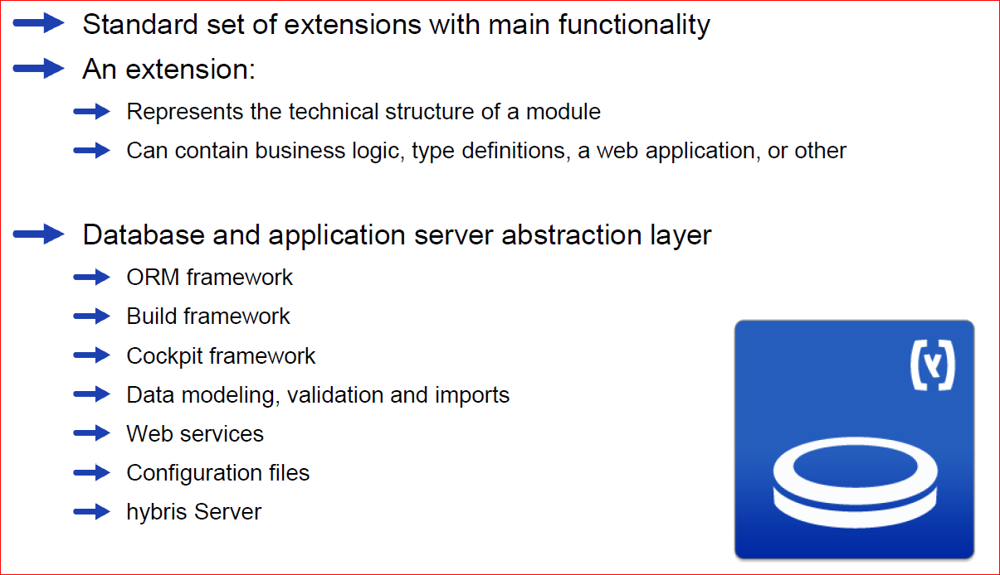 Standard set of extensions with main functionality
An extension:
Represents the technical structure of a module
Can contain business logic, type definitions, a web application, or other
Database and application server abstraction layer
ORM framework
Build framework
Cockpit framework
Data modeling, validation and imports
Web services
Configuration files
hybris Server
(y)